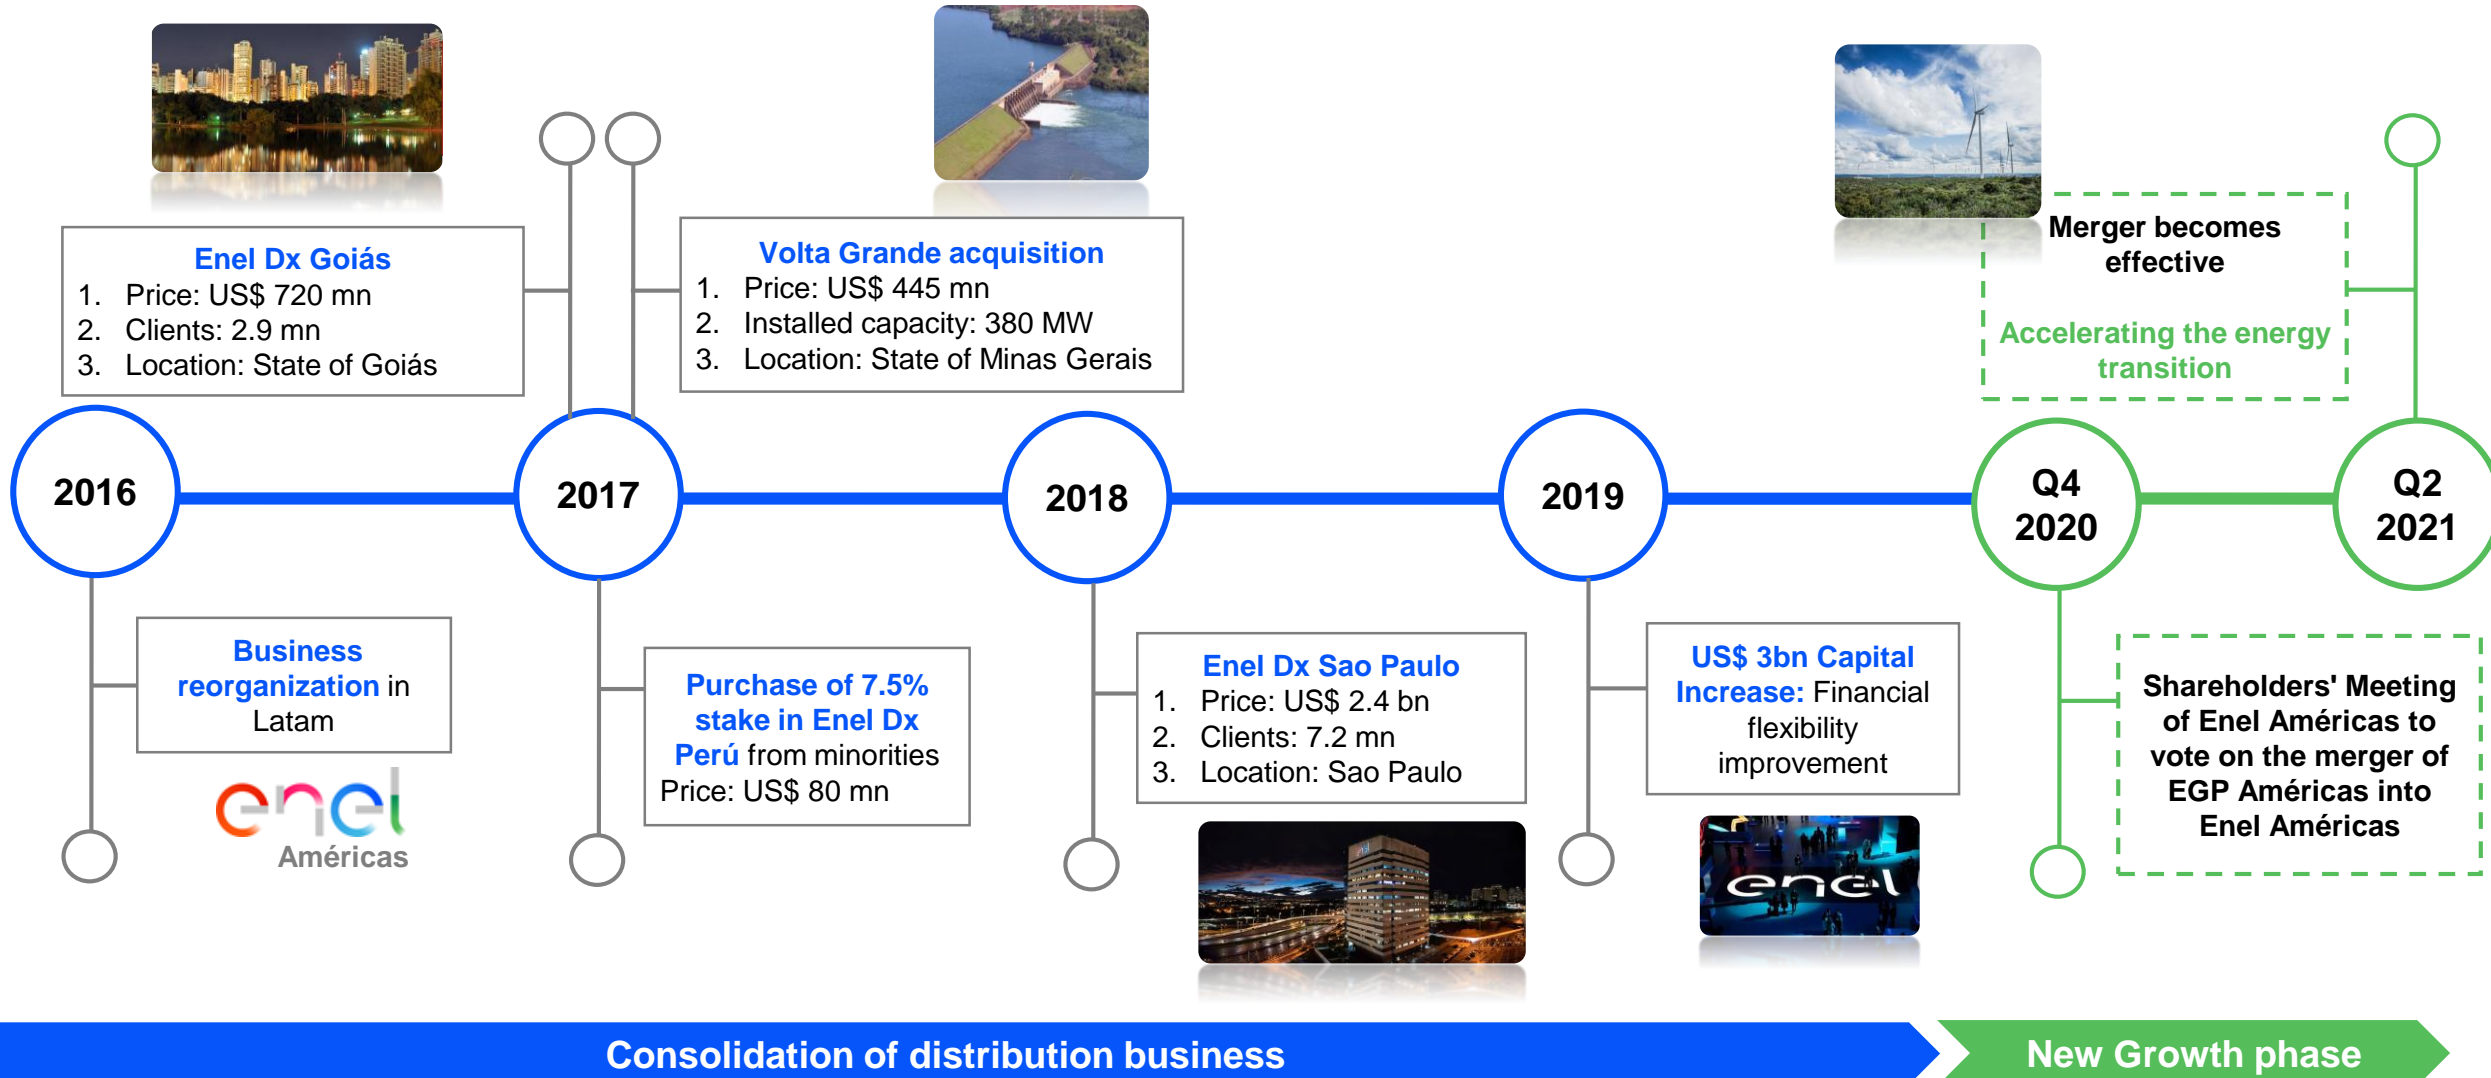 Enel Dx Goiás
1. Price: US$ 720 mn
2. Clients: 2.9 mn
3. Location: State of Goiás
Volta Grande acquisition
1. Price: US$ 445 mn
2. Installed capacity: 380 MW
3. Location: State of Minas Gerais
Merger becomes
effective
Accelerating the energy
transition
2016
2017
2018
2019
Q4
2020
Q2
2021
Business
reorganization in
Latam
enel
Américas
Purchase of 7.5%
stake in Enel Dx
Perú from minorities
Price: US$ 80 mn
Enel Dx Sao Paulo
1. Price: US$ 2.4 bn
2. Clients: 7.2 mn
3. Location: Sao Paulo
enel
US$ 3bn Capital
Increase: Financial
flexibility
improvement
enel
Shareholders' Meeting
of Enel Américas to
vote on the merger of
EGP Américas into
Enel Américas
Consolidation of distribution business
New Growth phase